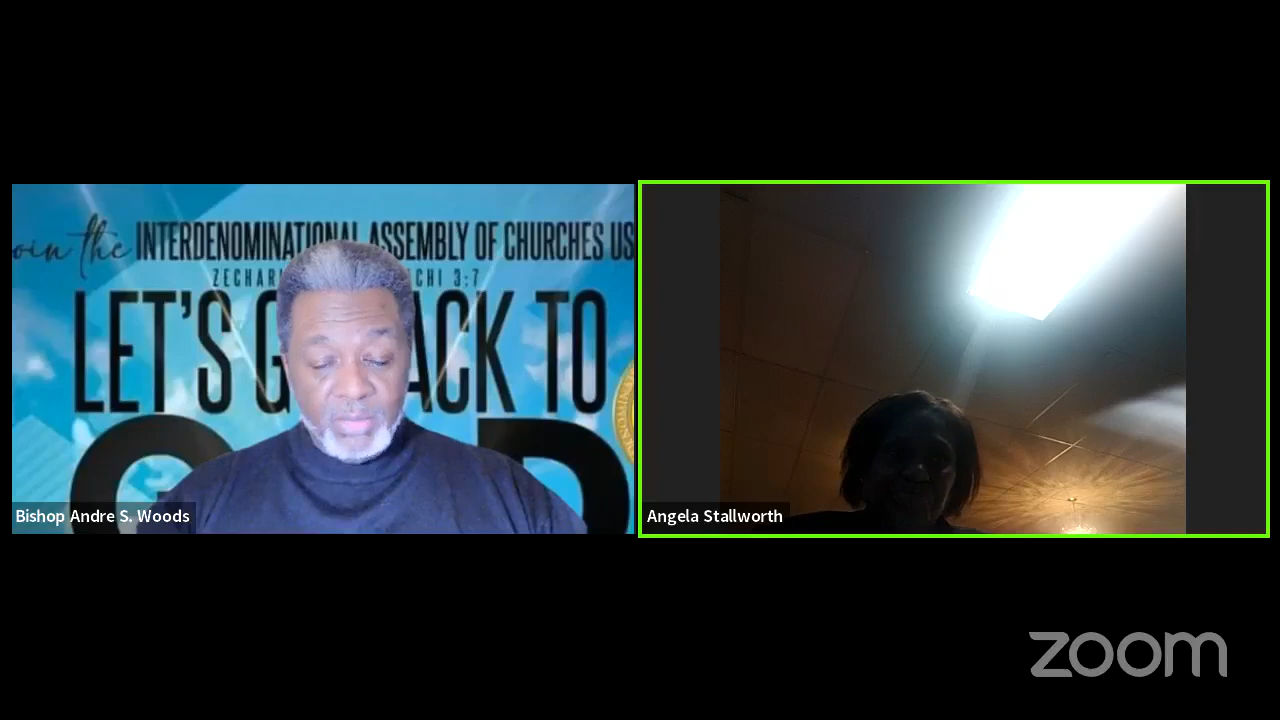 oin the INTERDENOMINATIONAL ASSEMBLY OF CHURCHES US
ZECHARI CHI 3:7
LET'S G ACK TO
G D
Bishop Andre S. Woods
Angela Stallworth
zoom